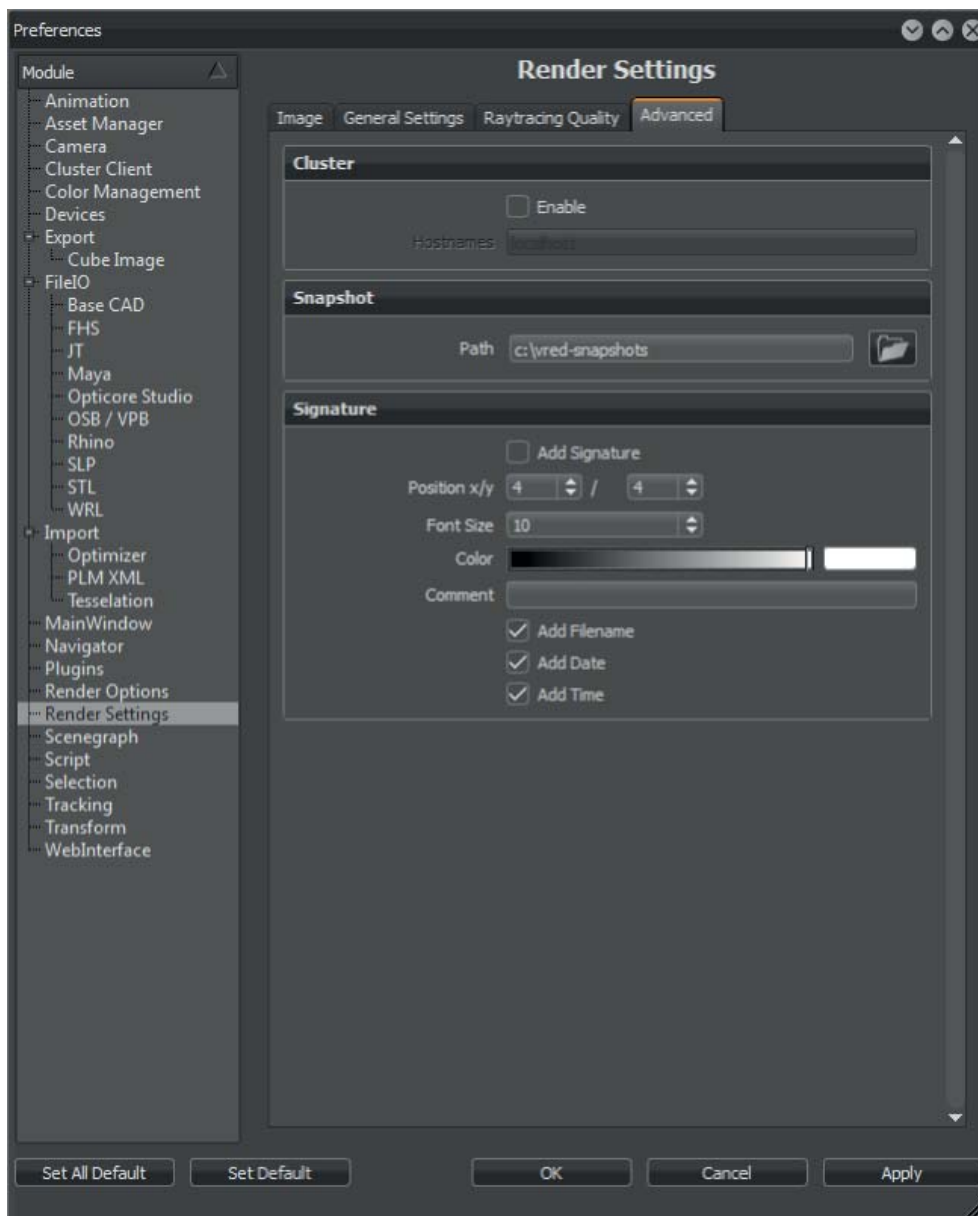 Preferences
Module
Animation
Asset Manager
Camera
Cluster Client
Color Management
Devices
Export
Cube Image
FileIO
Base CAD
FHS
JT
Maya
Opticore Studio
OSB / VPB
Rhino
SLP
STL
WRL
Import
Optimizer
PLM XML
Tesselation
MainWindow
Navigator
Plugins
Render Options
Render Settings
Scenegraph
Script
Selection
Tracking
Transform
WebInterface
Render Settings
Image General Settings Raytracing Quality Advanced
Cluster
Enable
Hostnames localhost
Snapshot
Path c:\vred-snapshots
Signature
Add Signature
Position x/y 4 / 4
Font Size 10
Color
Comment
Add Filename
Add Date
Add Time
Set All Default Set Default OK Cancel Apply